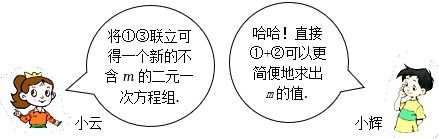 将①③联立可
得一个新的不
含m的二元一
次方程组.
小云
哈哈！直接
①+②可以更
简便地求出
m的值.
小辉